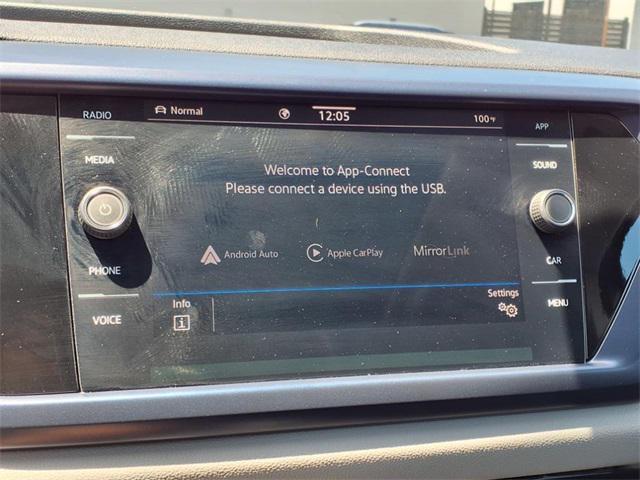 RADIO
MEDIA
PHONE
VOICE
Normal
12:05
100°F
Welcome to App-Connect
Please connect a device using the USB.
Android Auto
Apple CarPlay
MirrorLink
Info
Settings
APP
SOUND
CAR
MENU